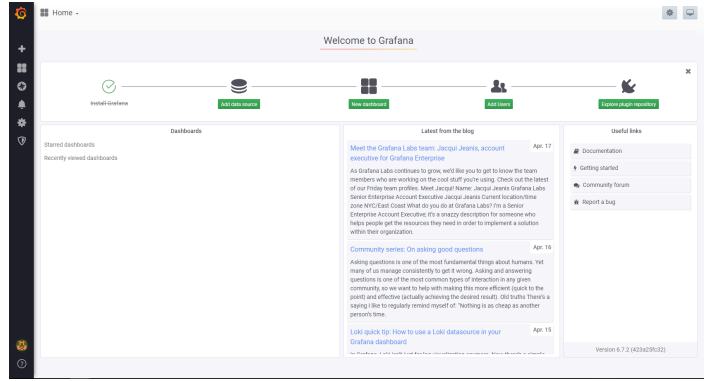 Home
Welcome to Grafana
Install Grafana
Add data source
New dashboard
Add Users
Explore plugin repository
Dashboards
Starred dashboards
Recently viewed dashboards
Latest from the blog
Meet the Grafana Labs team: Jacqui Jeanis, account
executive for Grafana Enterprise
Apr. 17
As Grafana Labs continues to grow, we'd like you to get to know the team
members who are working on the cool stuff you're using. Check out the latest
of our Friday team profiles. Meet Jacqui! Name: Jacqui Jeanis Grafana Labs
Senior Enterprise Account Executive Jacqui Jeanis Current location/time
zone NYC/East Coast What do you do at Grafana Labs? I'm a Senior
Enterprise Account Executive; it's a snazzy description for someone who
helps people get the resources they need in order to implement a solution
within their organization.
Community series: On asking good questions
Apr. 16
Asking questions is one of the most fundamental things about humans. Yet
many of us manage consistently to get it wrong. Asking and answering
questions is one of the most common types of interaction in any given
community, so we want to help with making this more efficient (quick to the
point) and effective (actually achieving the desired result). Old truths There's a
saying I like to regularly remind myself of: "Nothing is as cheap as another
person's time.
Loki quick tip: How to use a Loki datasource in your
Grafana dashboard
Apr. 15
Useful links
Documentation
Getting started
Community forum
Report a bug
Version 6.7.2 (423a25fc32)